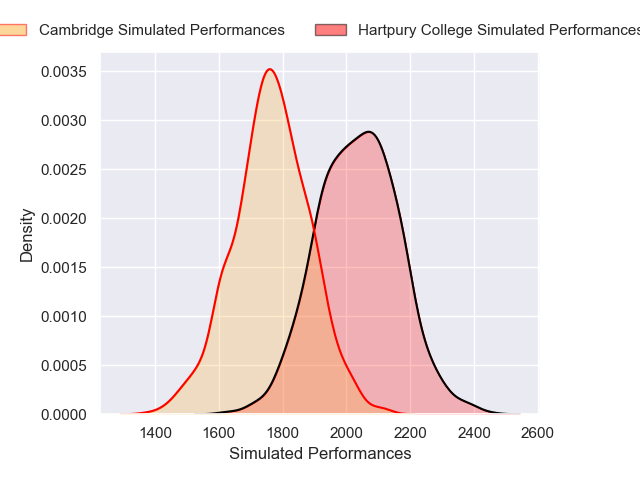 Cambridge Simulated Performances
Hartpury College Simulated Performances
0.0035
0.0030
0.0025
0.0020
0.0015
0.0010
0.0005
0.0000
Density
1400 1600 1800 2000 2200 2400 2600
Simulated Performances